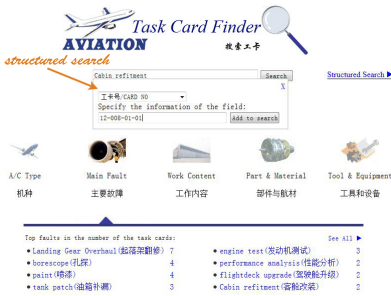 Task Card Finder
AVIATION
搜索工卡
structured search
Cabin refitment
Search
Structured Search
X
工卡号/CARD NO
Specify the information of the field:
12-008-01-01
Add to search
A/C Type
Main Fault
Work Content
Part & Material
Tool & Equipment
机种
主要故障
工作内容
部件与航材
工具和设备
Top faults in the number of the task cards:
See All
Landing Gear Overhaul(起落架翻修) 7
engine test(发动机测试) 3
borescope(孔探) 4
performance analysis(性能分析) 2
paint(喷漆) 4
flightdeck upgrade(驾驶舱升级) 2
tank patch(油箱补漏) 3
Cabin refitment(客舱改装) 2